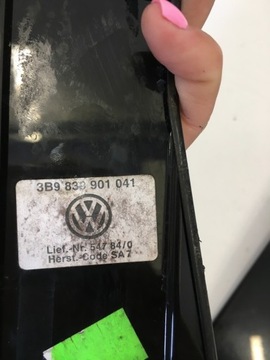 3B9 839 901 041
Lief.-Nr. 547 84/0
Herst.-Code SA7